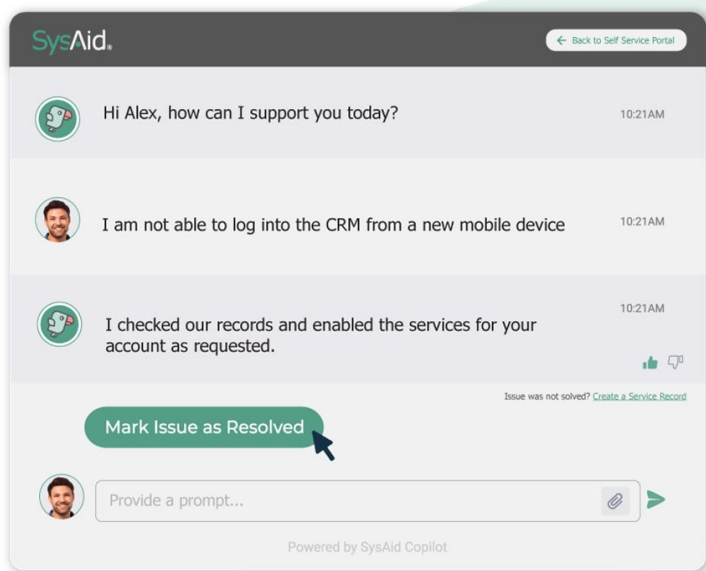 SysAid.
← Back to Self Service Portal
Hi Alex, how can I support you today?
10:21AM
I am not able to log into the CRM from a new mobile device
10:21AM
10:21AM
I checked our records and enabled the services for your
account as requested.
Issue was not solved? Create a Service Record
Mark Issue as Resolved
Provide a prompt...
Powered by SysAid Copilot